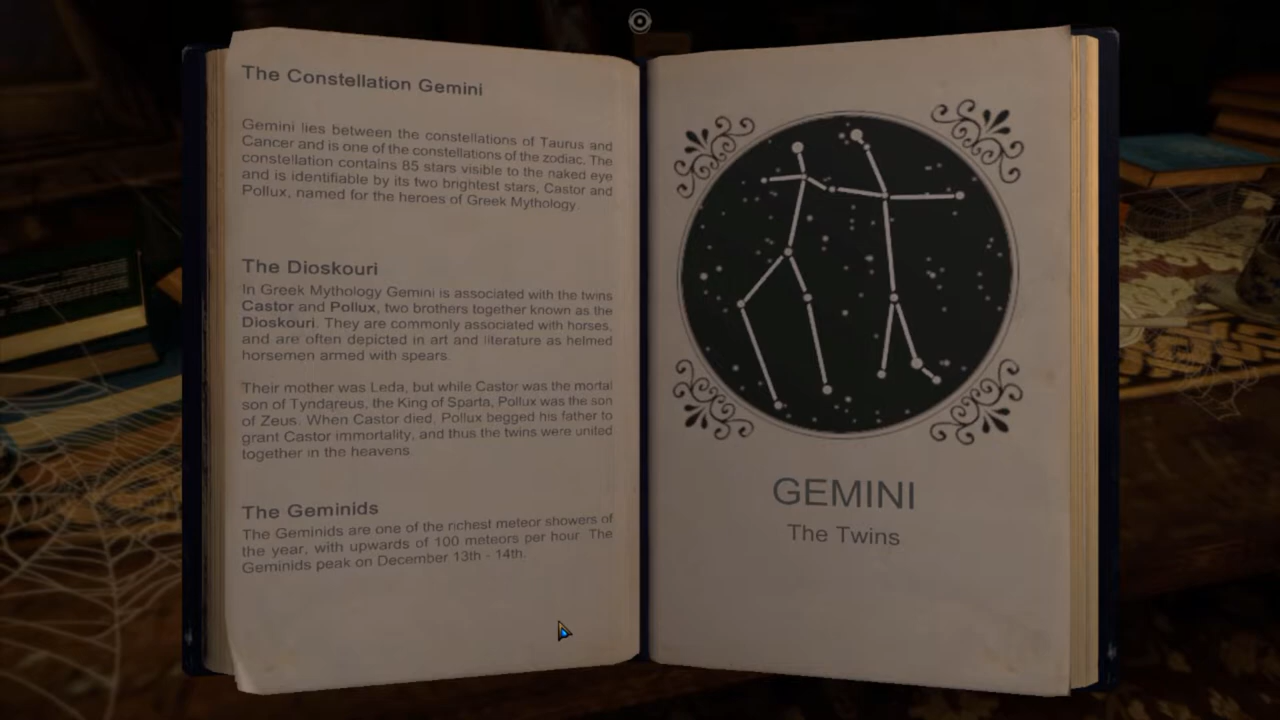 The Constellation Gemini
Gemini lies between the constellations of Taurus and
Cancer and is one of the constellations of the zodiac. The
constellation contains 85 stars visible to the naked eye
and is identifiable by its two brightest stars, Castor and
Pollux, named for the heroes of Greek Mythology.
The Dioskouri
In Greek Mythology Gemini is associated with the twins
Castor and Pollux, two brothers together known as the
Dioskouri. They are commonly associated with horses,
and are often depicted in art and literature as helmed
horsemen armed with spears.
Their mother was Leda, but while Castor was the mortal
son of Tyndareus, the King of Sparta, Pollux was the son
of Zeus. When Castor died, Pollux begged his father to
grant Castor immortality, and thus the twins were united
together in the heavens.
The Geminids
The Geminids are one of the richest meteor showers of
the year, with upwards of 100 meteors per hour. The
Geminids peak on December 13th - 14th.
GEMINI
The Twins